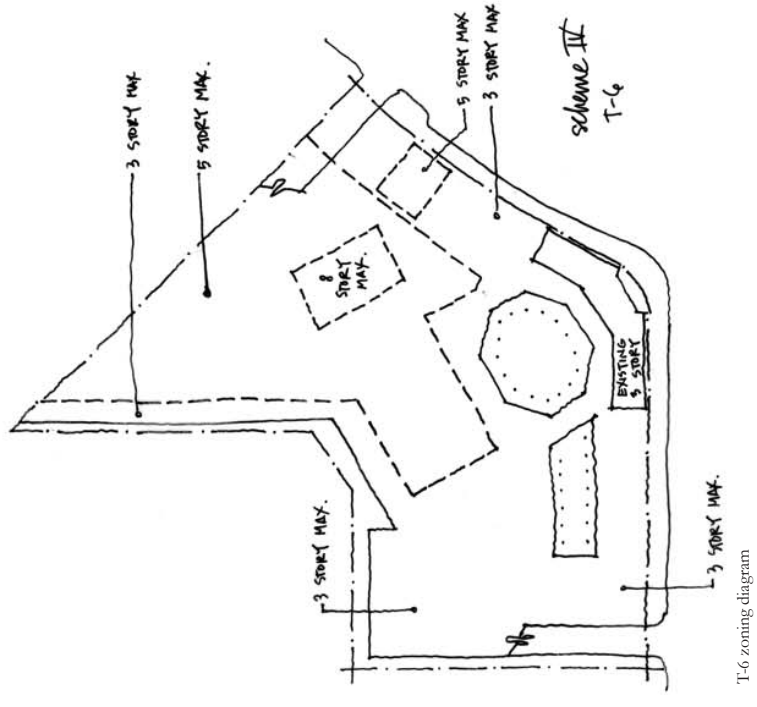 3 STORY MAX
5 STORY MAX.
5 STORY MAX
3 STORY MAX
scheme IV
T-6
8
STORY
MAX.
EXISTING
3 STORY
3 STORY MAX.
3 STORY MAX.
T-6 zoning diagram